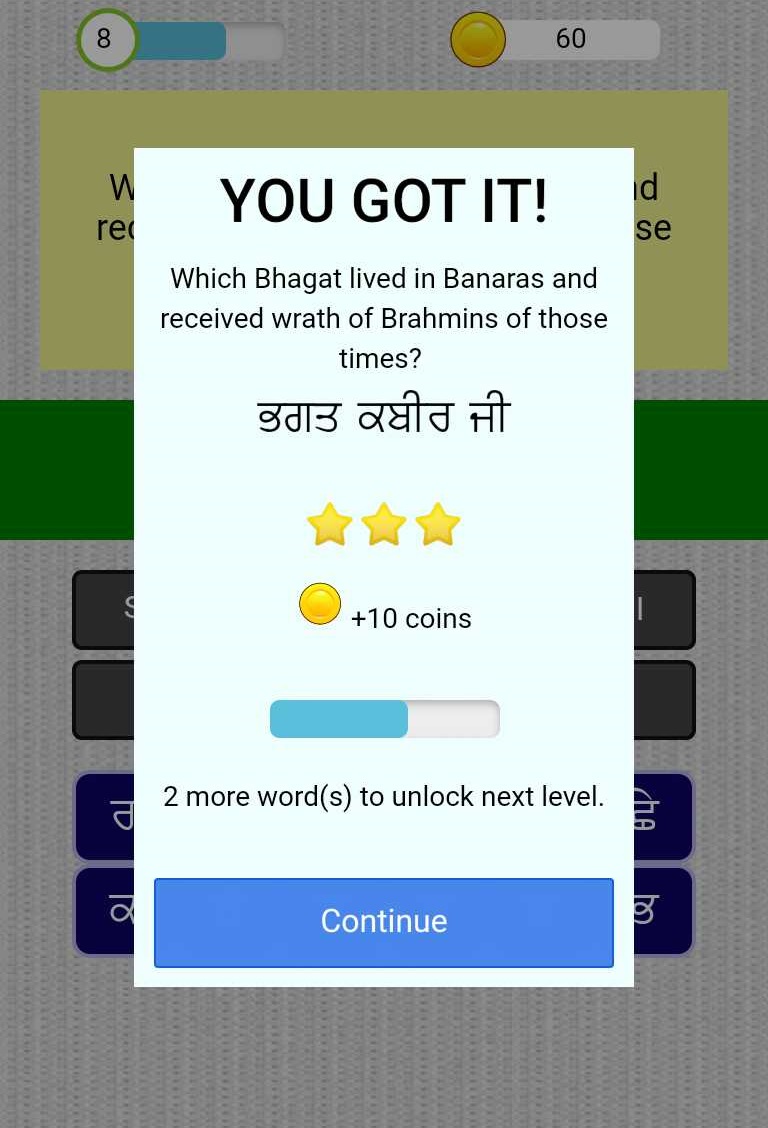 8
60
YOU GOT IT!
Which Bhagat lived in Banaras and
received wrath of Brahmins of those
times?
ਭਗਤ ਕਬੀਰ ਜੀ
+10 coins
2 more word(s) to unlock next level.
Continue